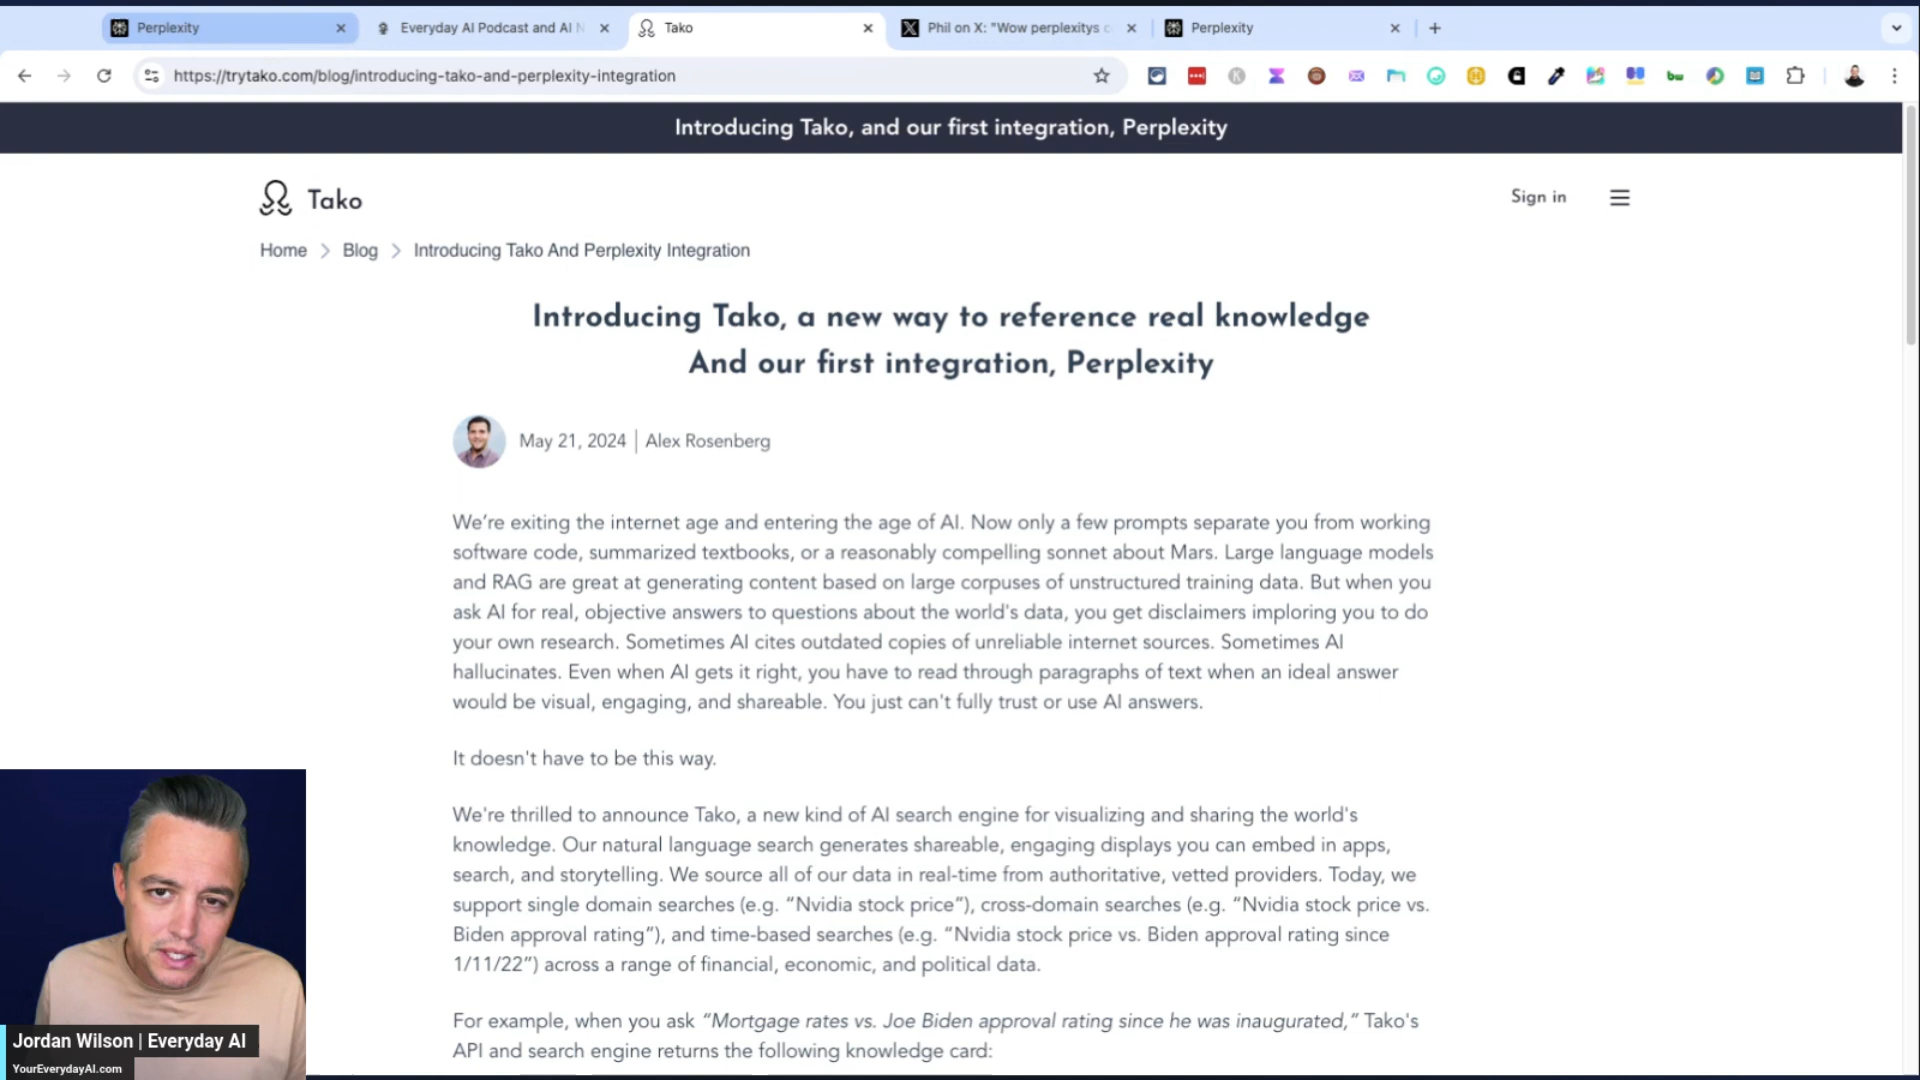 Perplexity
Everyday AI Podcast and AI N
Tako
Phil on X: "Wow perplexitys c
Perplexity
https://trytako.com/blog/introducing-tako-and-perplexity-integration
Introducing Tako, and our first integration, Perplexity
Tako
Sign in
Home > Blog > Introducing Tako And Perplexity Integration
Introducing Tako, a new way to reference real knowledge
And our first integration, Perplexity
May 21, 2024 | Alex Rosenberg
We're exiting the internet age and entering the age of AI. Now only a few prompts separate you from working
software code, summarized textbooks, or a reasonably compelling sonnet about Mars. Large language models
and RAG are great at generating content based on large corpuses of unstructured training data. But when you
ask AI for real, objective answers to questions about the world's data, you get disclaimers imploring you to do
your own research. Sometimes AI cites outdated copies of unreliable internet sources. Sometimes AI
hallucinates. Even when AI gets it right, you have to read through paragraphs of text when an ideal answer
would be visual, engaging, and shareable. You just can't fully trust or use AI answers.
It doesn't have to be this way.
We're thrilled to announce Tako, a new kind of AI search engine for visualizing and sharing the world's
knowledge. Our natural language search generates shareable, engaging displays you can embed in apps,
search, and storytelling. We source all of our data in real-time from authoritative, vetted providers. Today, we
support single domain searches (e.g. “Nvidia stock price”), cross-domain searches (e.g. “Nvidia stock price vs.
Biden approval rating”), and time-based searches (e.g. “Nvidia stock price vs. Biden approval rating since
1/11/22”) across a range of financial, economic, and political data.
For example, when you ask “Mortgage rates vs. Joe Biden approval rating since he was inaugurated,” Tako's
API and search engine returns the following knowledge card:
Jordan Wilson | Everyday AI
YourEverydayAI.com